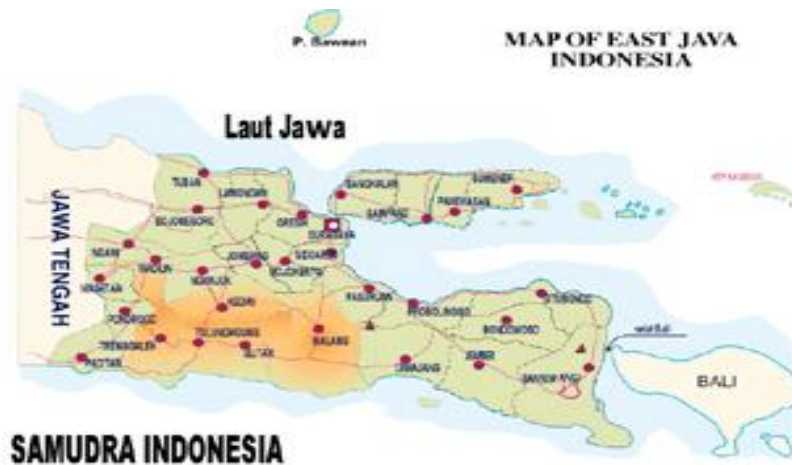 P. Bawean
MAP OF EAST JAVA
INDONESIA
Laut Jawa
TUBAN
LAMONGAN
BANGKALAN
SUMENEP
JAWA TENGAH
BOJONEGORO
GRESIK
SAMPANG
PAMEKASAN
SURABAYA
NGAWI
MADIUN
JOMBANG
SIDOARJO
MOJOKERTO
NGANJUK
MAGETAN
PASURUAN
KEDIRI
PROBOLINGGO
SITUBONDO
PONOROGO
TULUNGAGUNG
MALANG
BONDOWOSO
TRENGGALEK
BLITAR
PACITAN
LUMAJANG
JEMBER
BANYUWANGI
BALI
SAMUDRA INDONESIA